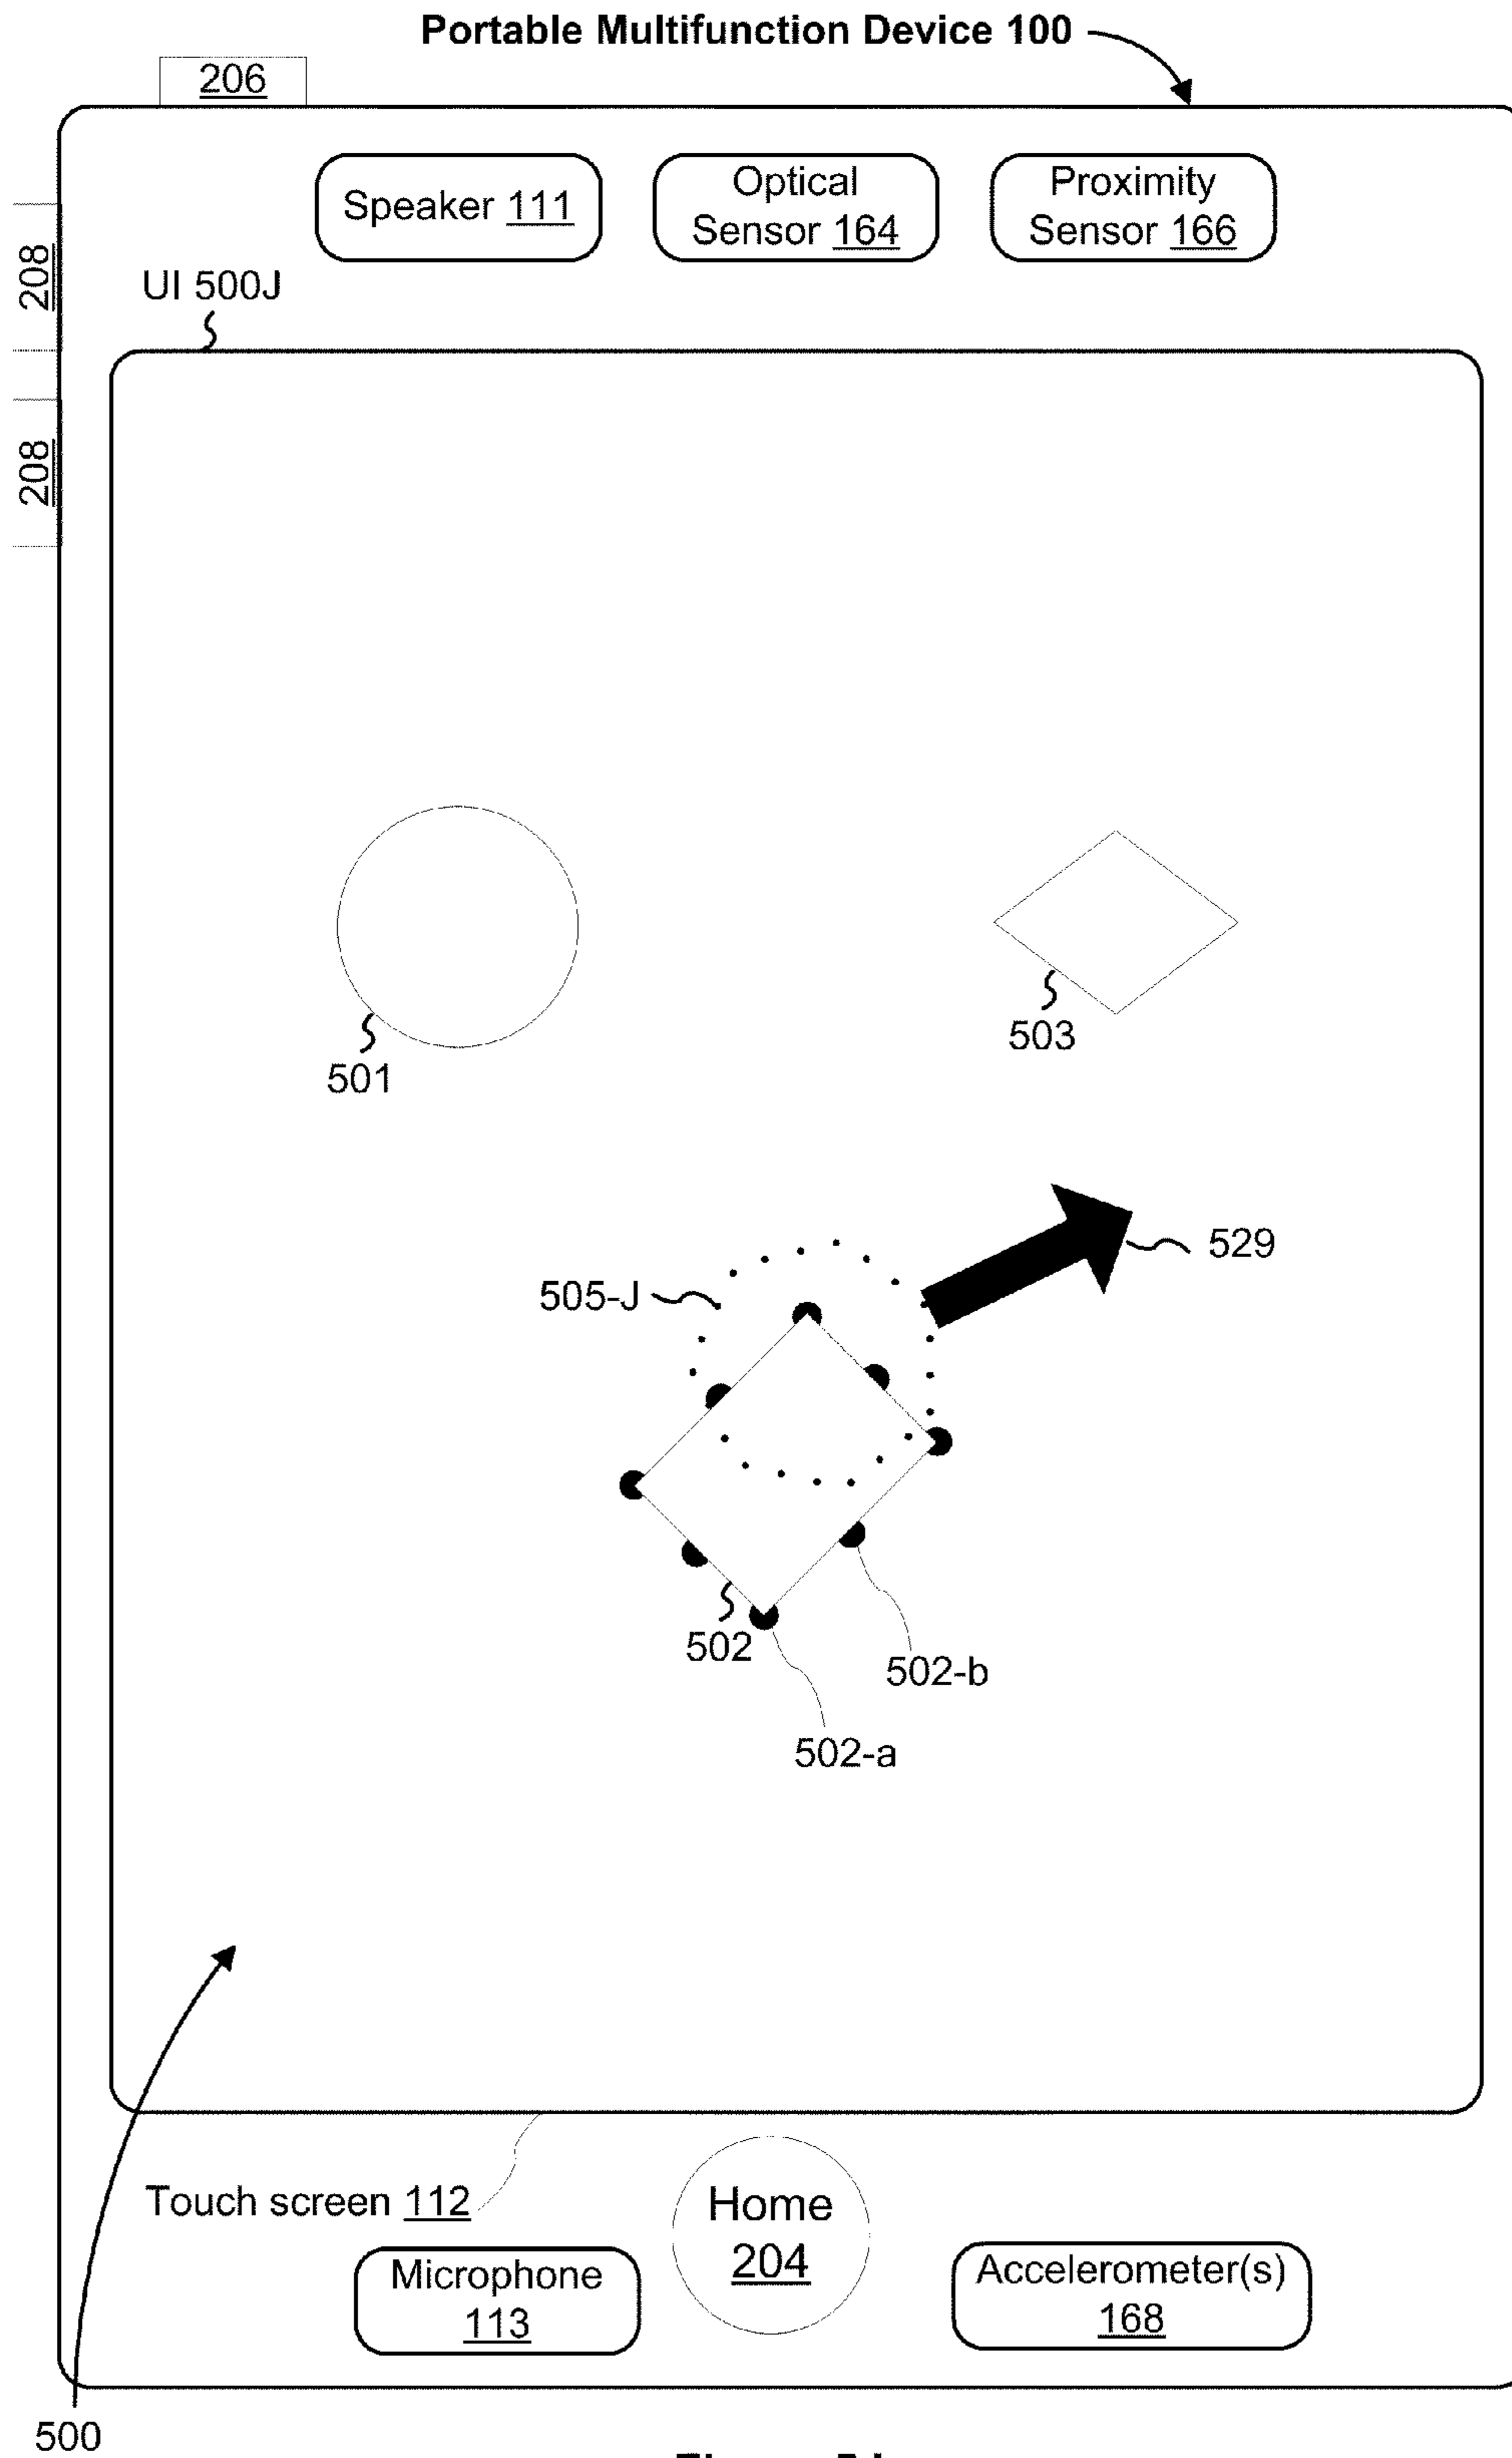 Portable Multifunction Device 100
206
Speaker 111
Optical
Sensor 164
Proximity
Sensor 166
208
UI 500J
208
501
503
529
505-J
502
502-b
502-a
Touch screen 112
Home
204
Microphone
113
Accelerometer(s)
168
500